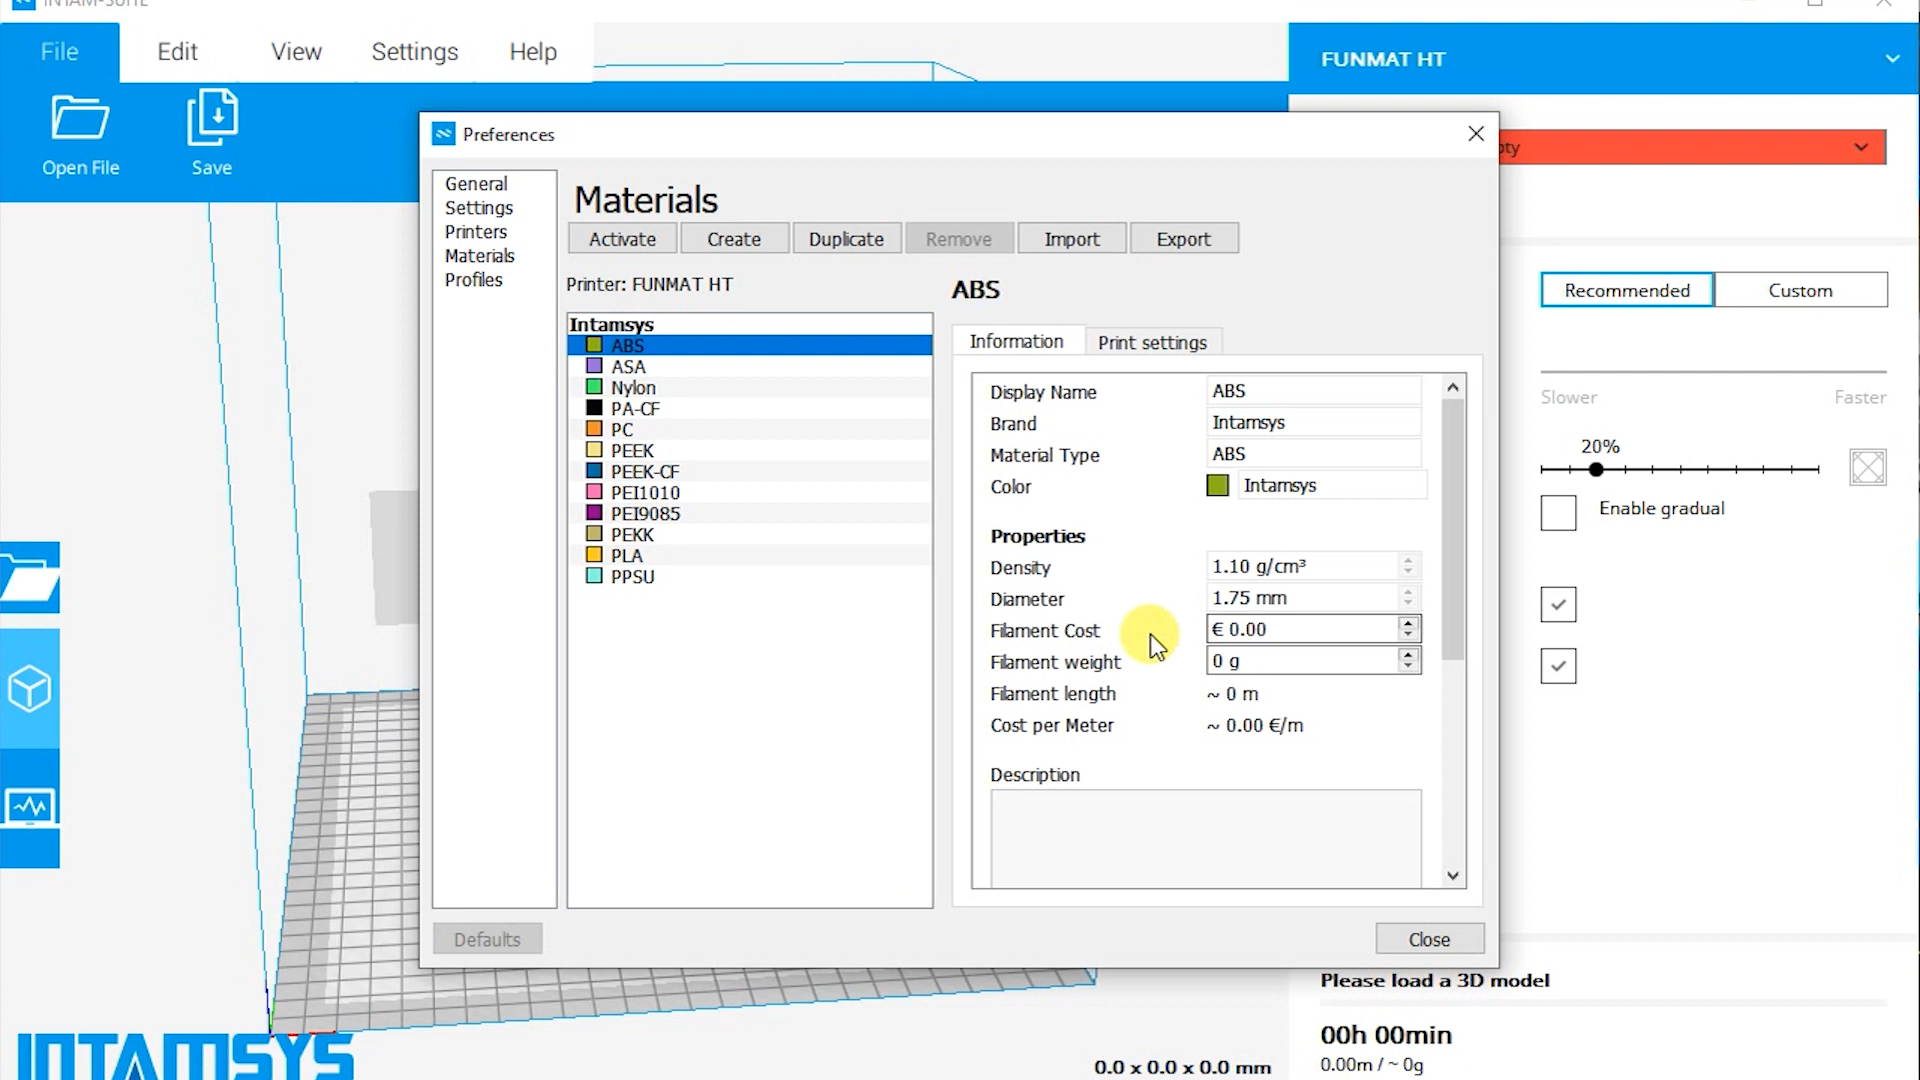 INTAM-SUITE
File Edit View Settings Help
FUNMAT HT
Open File Save
Preferences
General
Settings
Printers
Materials
Profiles
Materials
Activate Create Duplicate Remove Import Export
Printer: FUNMAT HT
Intamsys
ABS
ASA
Nylon
PA-CF
PC
PEEK
PEEK-CF
PEI1010
PEI9085
PEKK
PLA
PPSU
ABS
Information Print settings
Display Name ABS
Brand Intamsys
Material Type ABS
Color Intamsys
Properties
Density 1.10 g/cm³
Diameter 1.75 mm
Filament Cost € 0.00
Filament weight 0 g
Filament length ~ 0 m
Cost per Meter ~ 0.00 €/m
Description
Defaults Close
Recommended Custom
Slower Faster
20%
Enable gradual
Please load a 3D model
00h 00min
0.00m / ~ 0g
0.0 x 0.0 x 0.0 mm
INTAMSYS